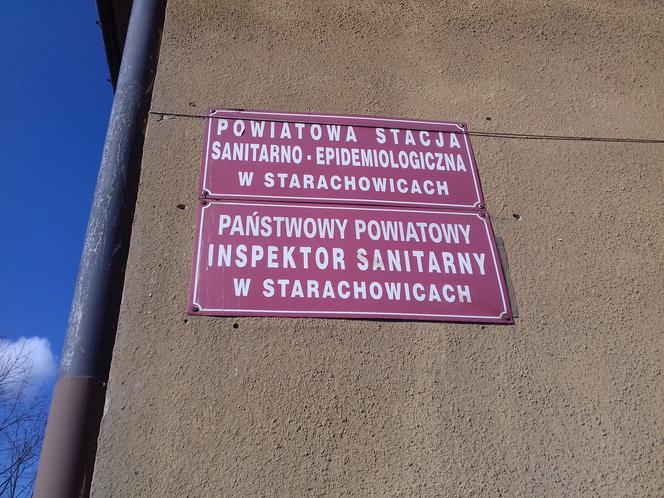 POWIATOWA STACJA
SANITARNO - EPIDEMIOLOGICZNA
W STARACHOWICACH
PAŃSTWOWY POWIATOWY
INSPEKTOR SANITARNY
W STARACHOWICACH